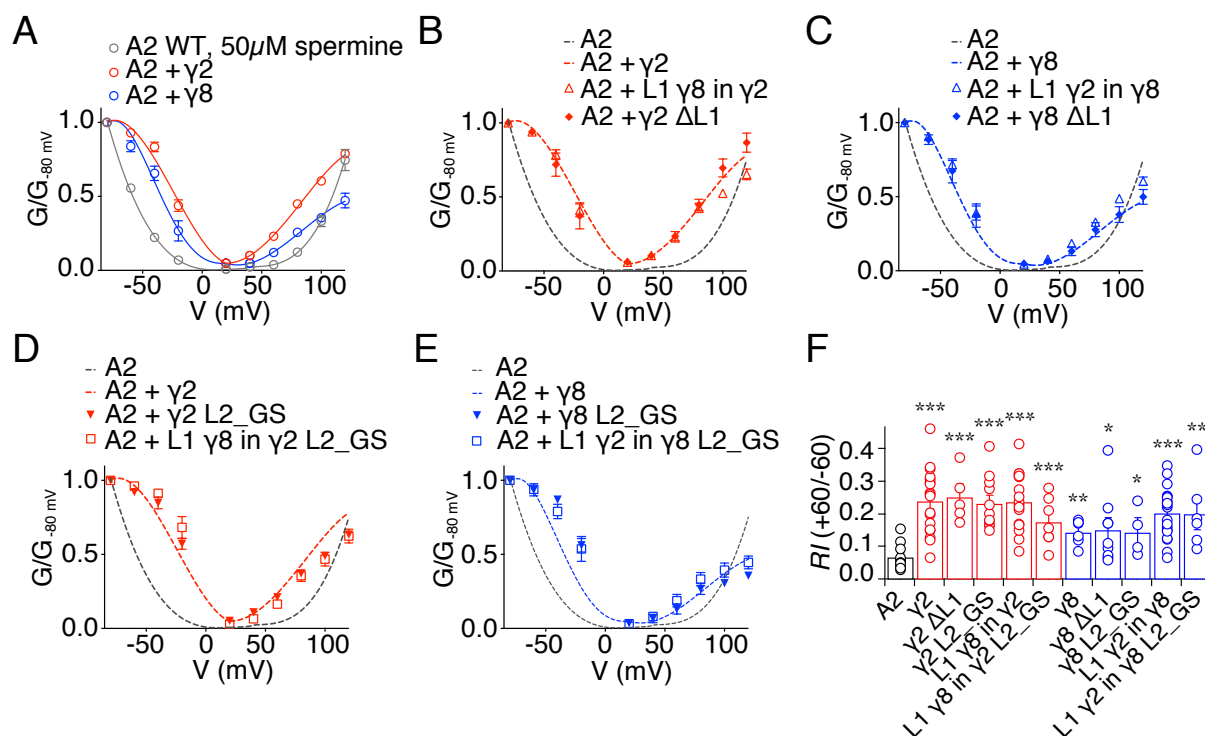 A
A2 WT, 50µM spermine
A2 +γ2
A2 +γ8
G/G-80 mV
1.0
0.5
0.0
-50
0
50
100
V (mV)
B
A2
A2 + γ2
A2 + L1 γ8 in γ2
A2 +γ2 ΔL1
G/G-80 mV
1.0
0.5
0.0
-50
0
50
100
V (mV)
C
A2
A2 + γ8
A2 + L1 γ2 in γ8
A2 + γ8 ΔL1
G/G-80 mV
1.0
0.5
0.0
-50
0
50
100
V (mV)
D
A2
A2 + γ2
A2 + γ2 L2_GS
A2 + L1 γ8 in γ2 L2_GS
G/G-80 mV
1.0
0.5
0.0
-50
0
50
100
V (mV)
E
A2
A2 + γ8
A2 + γ8 L2_GS
A2 + L1 γ2 in γ8 L2_GS
G/G-80 mV
1.0
0.5
0.0
-50
0
50
100
V (mV)
F
RI (+60/-60)
0.4
0.3
0.2
0.1
0.0
***
***
***
***
***
**
*
*
***
**
A2
γ2
γ2 ΔL1
γ2 L2_GS
L1 γ8 in γ2
L1 γ8 in γ2 L2_GS
γ8
γ8 ΔL1
γ8 L2_GS
L1 γ2 in γ8
L1 γ2 in γ8 L2_GS